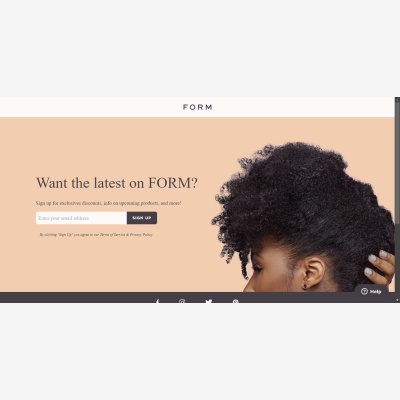 FORM
Want the latest on FORM?
Sign up for exclusives discounts, info on upcoming products, and more!
Enter your email address
SIGN UP
By clicking "Sign Up" you agree to our Terms of Service & Privacy Policy.
Help